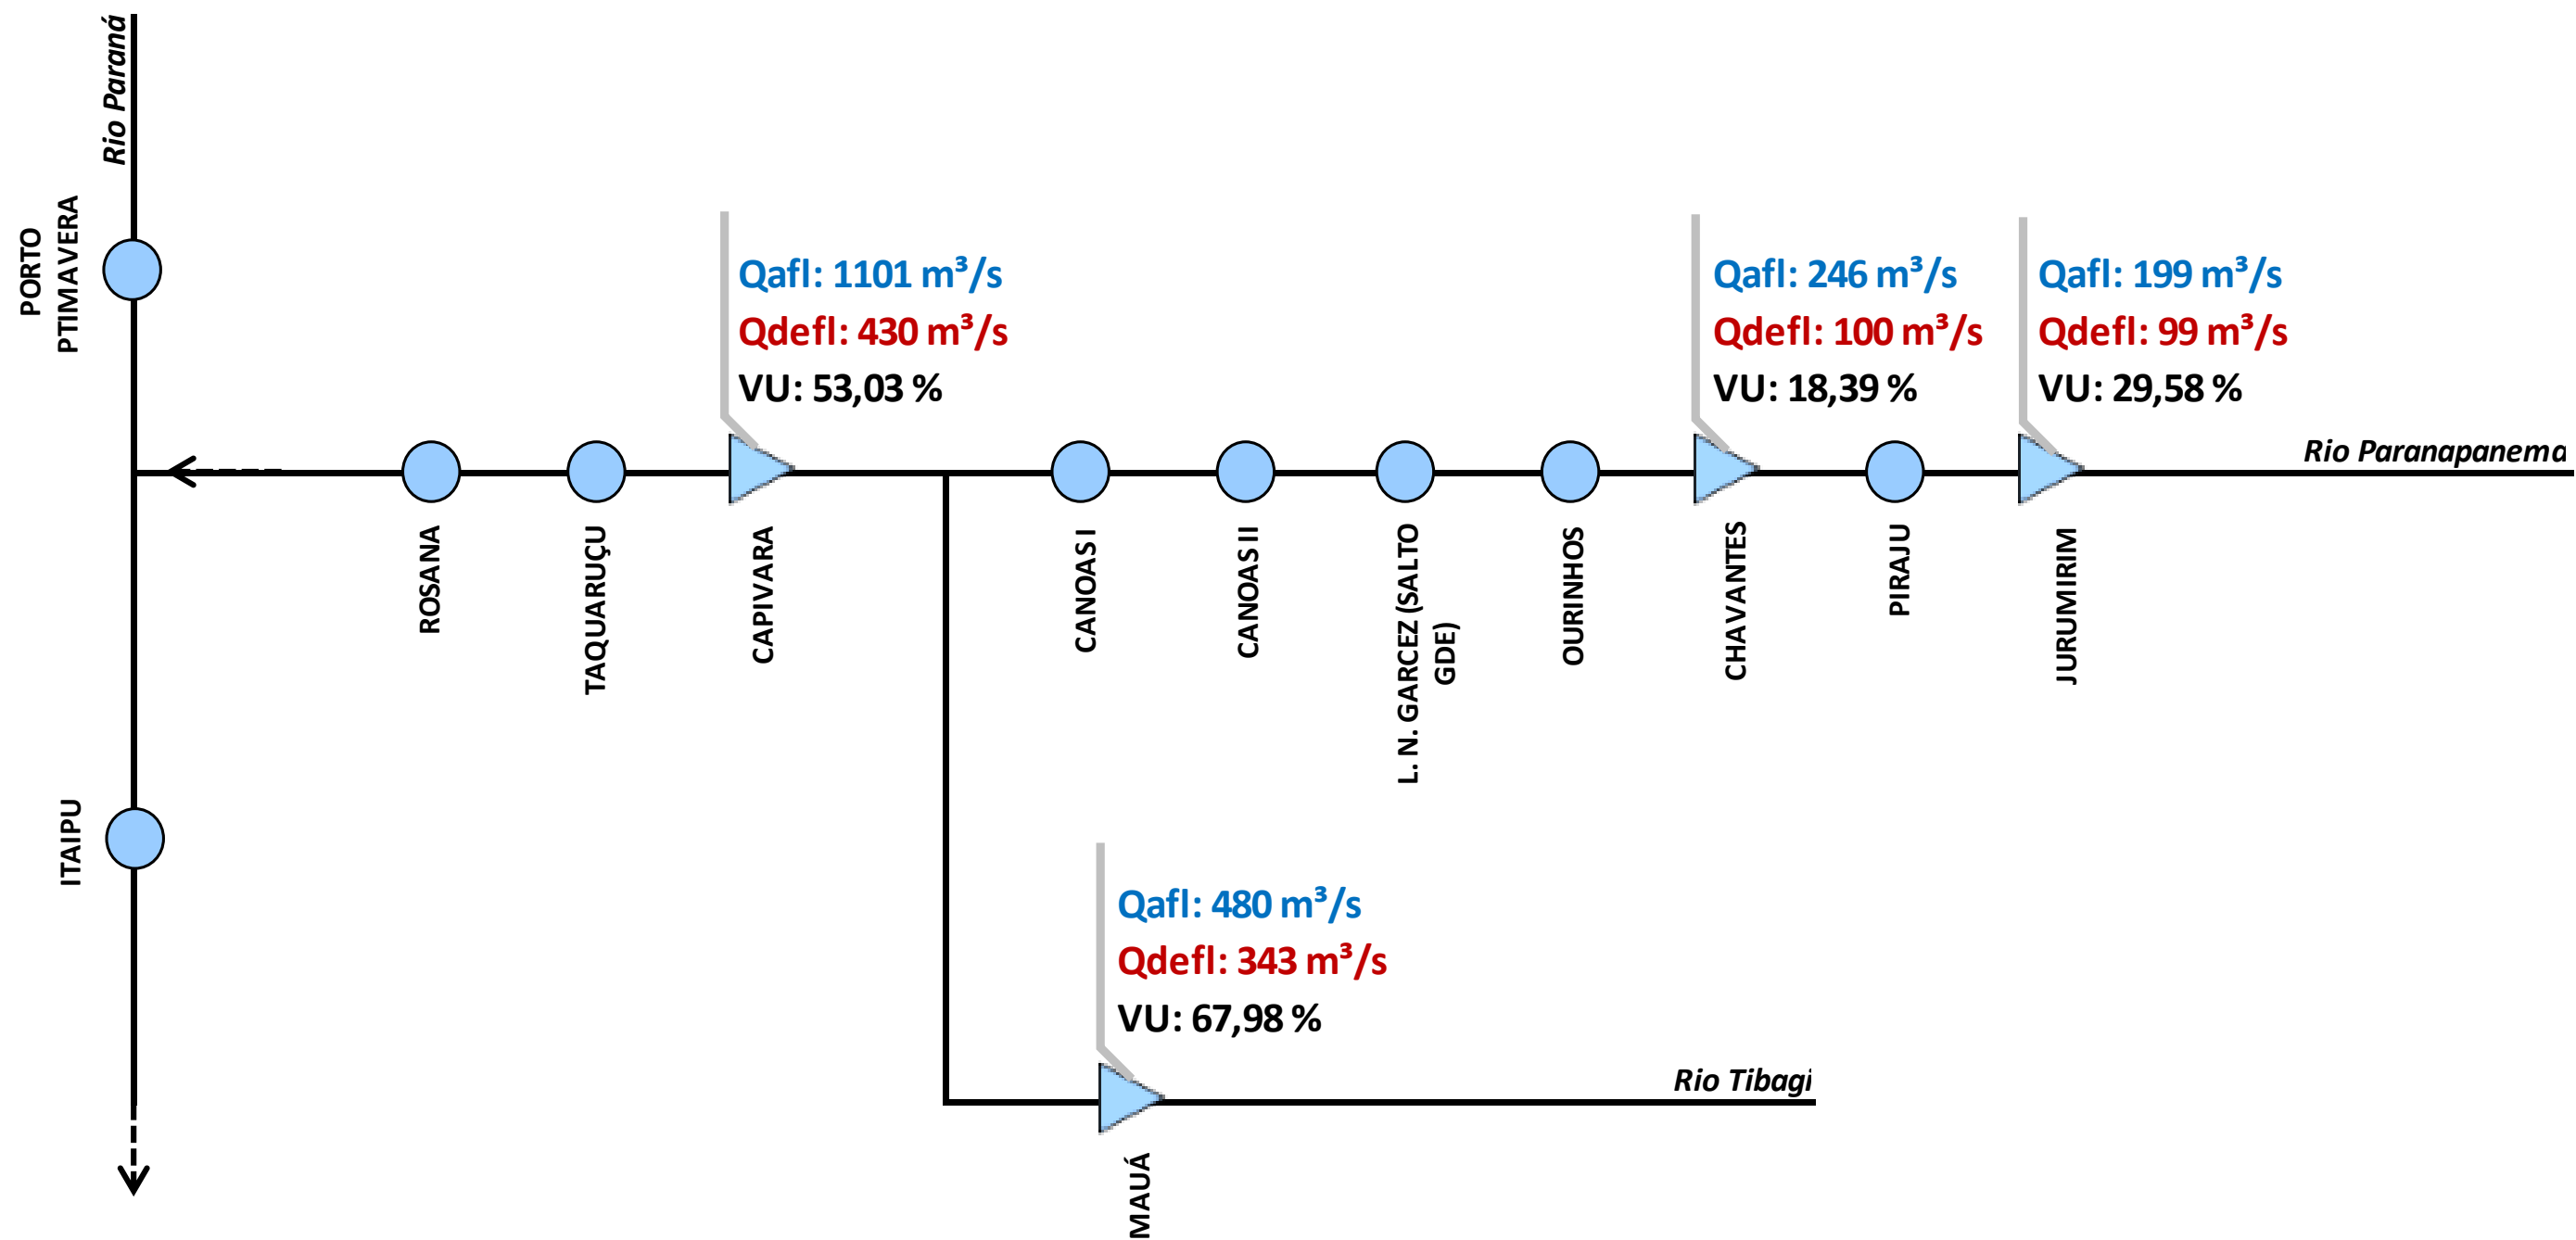 Rio Paraná
PORTO
PTIMAVERA
Qafl: 1101 m³/s
Qdefl: 430 m³/s
VU: 53,03 %
Qafl: 246 m³/s
Qdefl: 100 m³/s
VU: 18,39 %
Qafl: 199 m³/s
Qdefl: 99 m³/s
VU: 29,58 %
Rio Paranapanema
ROSANA
TAQUARUÇU
CAPIVARA
CANOAS I
CANOAS II
L. N. GARCEZ (SALTO
GDE)
OURINHOS
CHAVANTES
PIRAJU
JURUMIRIM
ITAIPU
Qafl: 480 m³/s
Qdefl: 343 m³/s
VU: 67,98 %
Rio Tibagi
MAUÁ